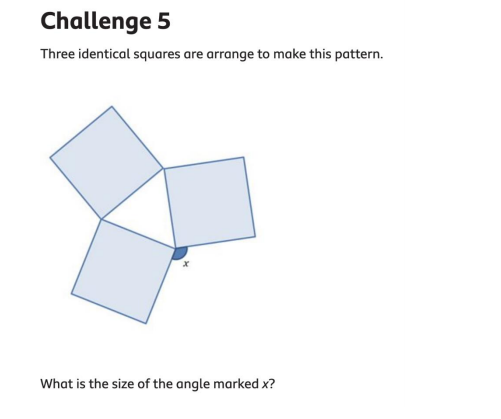 Challenge 5
Three identical squares are arrange to make this pattern.
x
What is the size of the angle marked x?